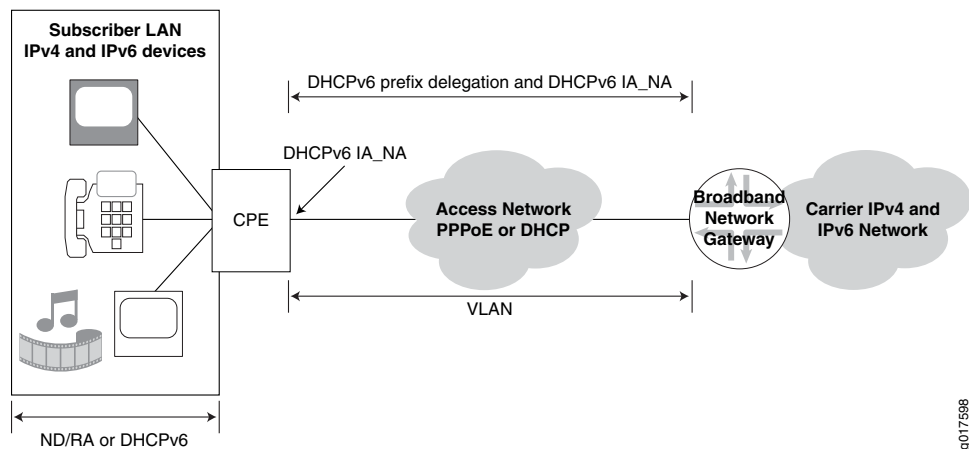 Subscriber LAN
IPv4 and IPv6 devices
DHCPv6 prefix delegation and DHCPv6 IA_NA
DHCPv6 IA_NA
CPE
Access Network
PPPoE or DHCP
Broadband
Network
Gateway
Carrier IPv4 and
IPv6 Network
VLAN
ND/RA or DHCPv6
g017598